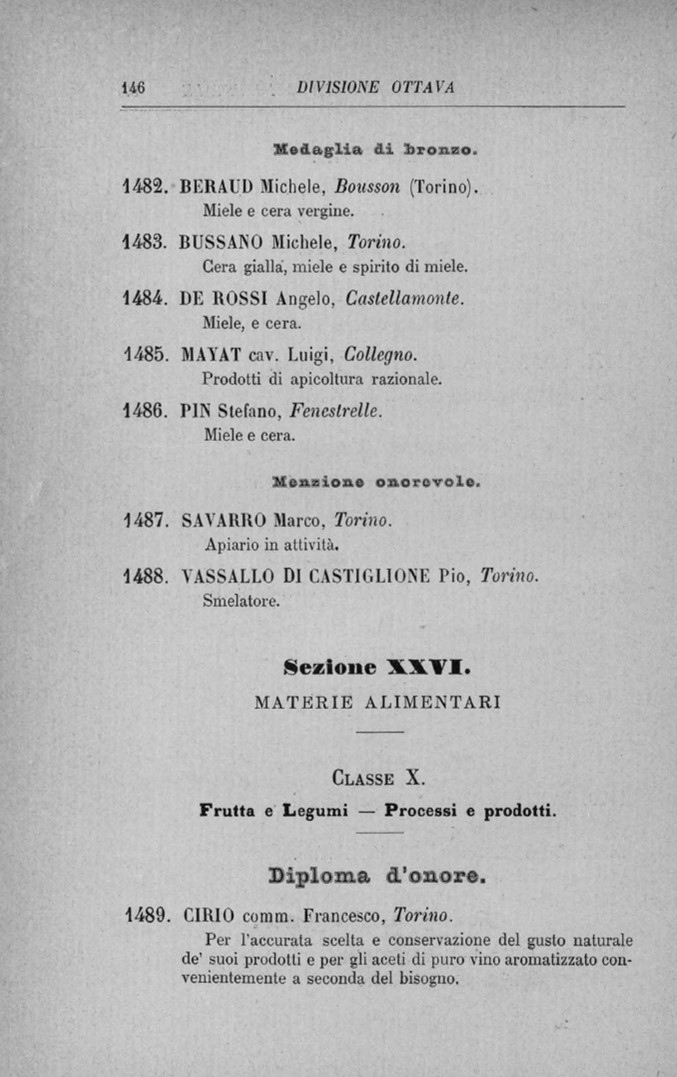 146 DIVISIONE OTTAVA
Medaglia di bronzo.
1482. BERAUD Michele, Bousson (Torino).
Miele e cera vergine.
1483. BUSSANO Michele, Torino.
Cera gialla, miele e spirito di miele.
1484. DE ROSSI Angelo, Castellamonte.
Miele, e cera.
1485. MAYAT cav. Luigi, Collegno.
Prodotti di apicoltura razionale.
1486. PIN Stefano, Fenestrelle.
Miele e cera.
Menzione onorevole.
1487. SAVARRO Marco, Torino.
Apiario in attività.
1488. VASSALLO DI CASTIGLIONE Pio, Torino.
Smelatore.
Sezione XXVI.
MATERIE ALIMENTARI
CLASSE X.
Frutta e Legumi — Processi e prodotti.
Diploma d'onore.
1489. CIRIO comm. Francesco, Torino.
Per l'accurata scelta e conservazione del gusto naturale
de' suoi prodotti e per gli aceti di puro vino aromatizzato con-
venientemente a seconda del bisogno.